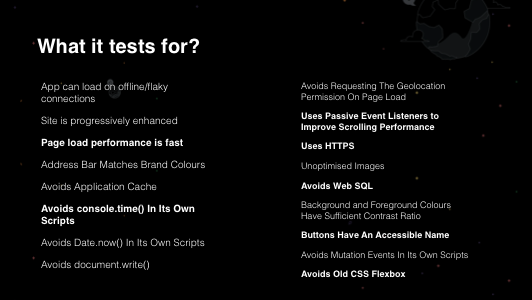 What it tests for?
App can load on offline/flaky
connections
Site is progressively enhanced
Page load performance is fast
Address Bar Matches Brand Colours
Avoids Application Cache
Avoids console.time() In Its Own
Scripts
Avoids Date.now() In Its Own Scripts
Avoids document.write()
Avoids Requesting The Geolocation
Permission On Page Load
Uses Passive Event Listeners to
Improve Scrolling Performance
Uses HTTPS
Unoptimised Images
Avoids Web SQL
Background and Foreground Colours
Have Sufficient Contrast Ratio
Buttons Have An Accessible Name
Avoids Mutation Events In Its Own Scripts
Avoids Old CSS Flexbox